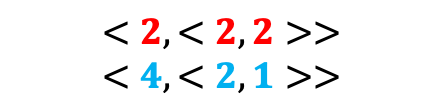 < 2, < 2, 2 >>
< 4, < 2, 1 >>